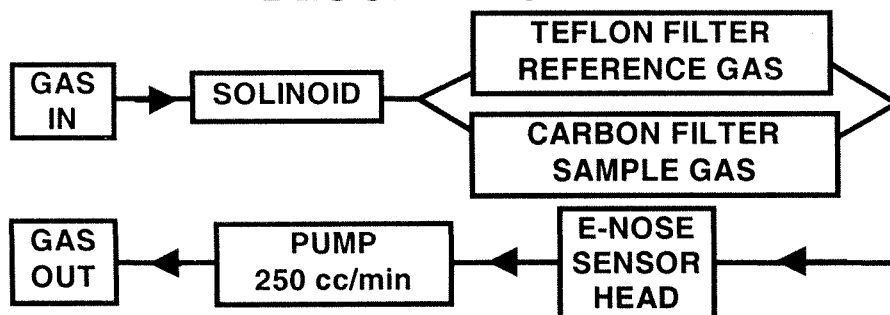 GAS
IN
SOLINOID
TEFLON FILTER
REFERENCE GAS
CARBON FILTER
SAMPLE GAS
GAS
OUT
PUMP
250 cc/min
E-NOSE
SENSOR
HEAD